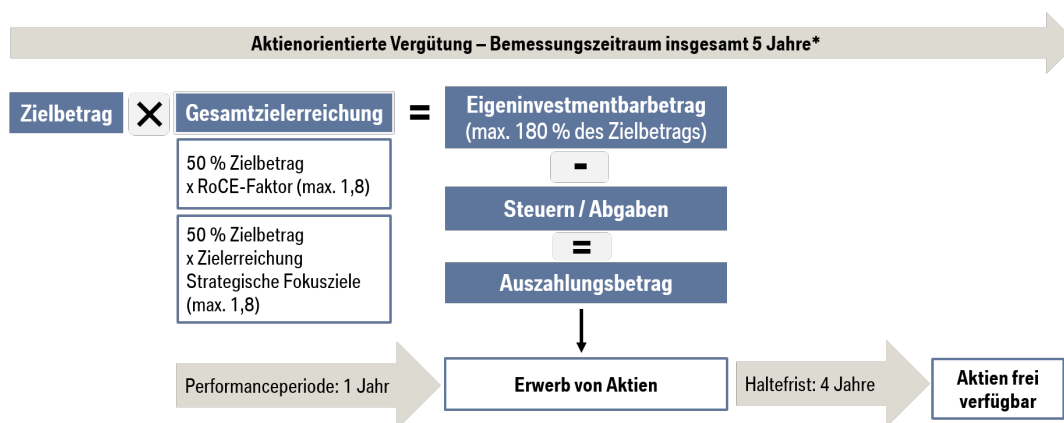 Aktienorientierte Vergütung – Bemessungszeitraum insgesamt 5 Jahre*
Zielbetrag
×
Gesamtzielerreichung
=
Eigeninvestmentbarbetrag
(max. 180 % des Zielbetrags)
50 % Zielbetrag
x RoCE-Faktor (max. 1,8)
-
Steuern / Abgaben
50 % Zielbetrag
x Zielerreichung
Strategische Fokusziele
(max. 1,8)
=
Auszahlungsbetrag
Performanceperiode: 1 Jahr
Erwerb von Aktien
Haltefrist: 4 Jahre
Aktien frei
verfügbar